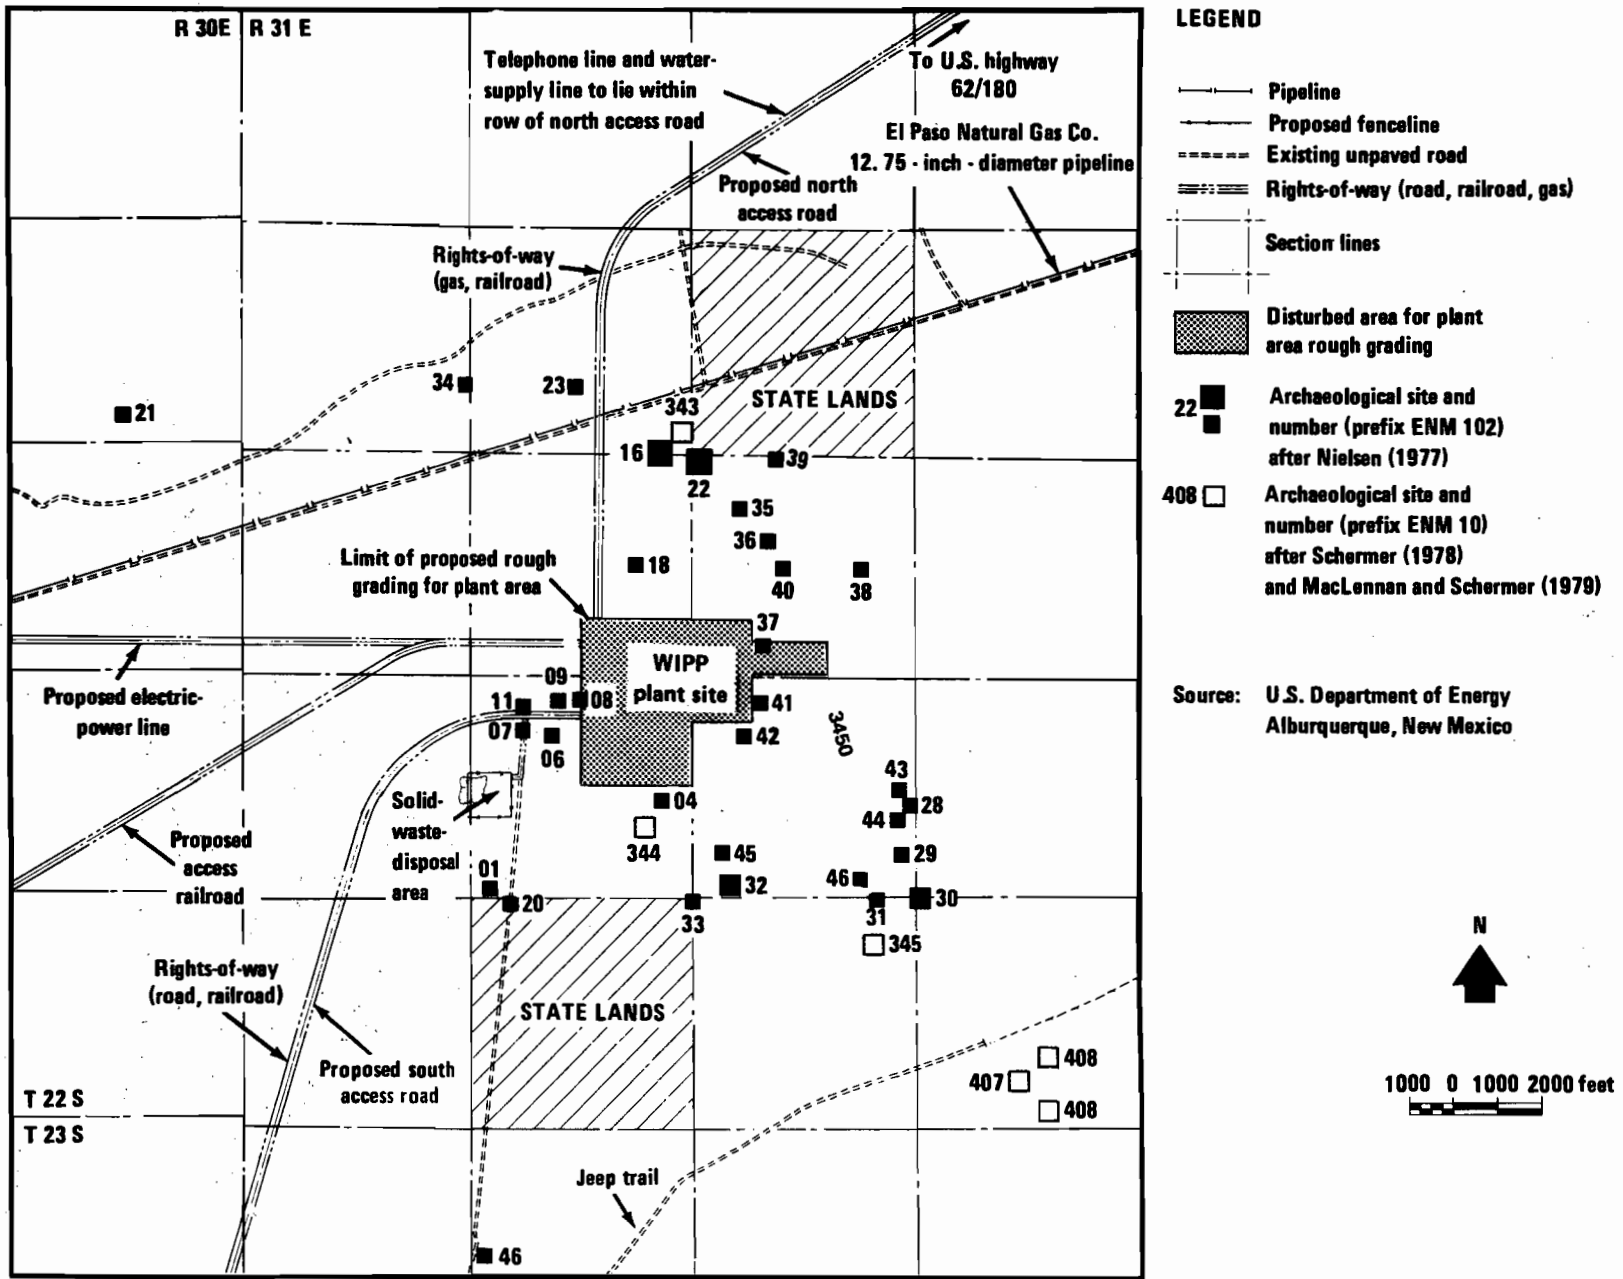 R 30E
R 31 E
Telephone line and water-
supply line to lie within
row of north access road
To U.S. highway
62/180
El Paso Natural Gas Co.
12. 75 - inch - diameter pipeline
Proposed north
access road
Rights-of-way
(gas, railroad)
34
23
21
343
STATE LANDS
16
22
39
35
36
18
40
38
Limit of proposed rough
grading for plant area
37
WIPP
plant site
09
11
08
41
Proposed electric-
power line
07
06
42
3450
43
28
44
04
344
Solid-
waste-
disposal
area
Proposed
access
railroad
45
29
01
32
46
20
33
31
30
345
Rights-of-way
(road, railroad)
STATE LANDS
Proposed south
access road
408
407
408
T 22 S
T 23 S
Jeep trail
46
LEGEND
Pipeline
Proposed fenceline
Existing unpaved road
Rights-of-way (road, railroad, gas)
Section lines
Disturbed area for plant
area rough grading
22
Archaeological site and
number (prefix ENM 102)
after Nielsen (1977)
408
Archaeological site and
number (prefix ENM 10)
after Schermer (1978)
and MacLennan and Schermer (1979)
Source: U.S. Department of Energy
Alburquerque, New Mexico
N
1000 0 1000 2000 feet